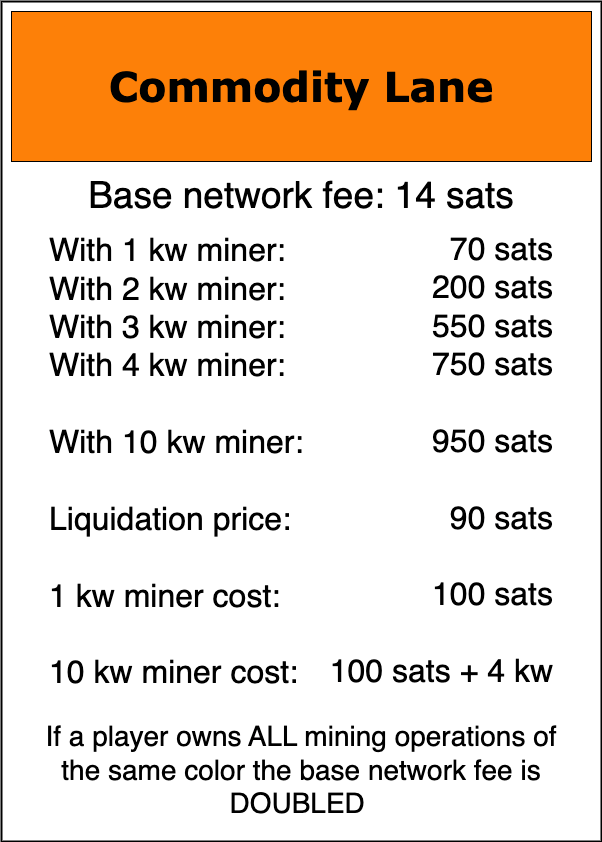 Commodity Lane
Base network fee: 14 sats
With 1 kw miner: 70 sats
With 2 kw miner: 200 sats
With 3 kw miner: 550 sats
With 4 kw miner: 750 sats
With 10 kw miner: 950 sats
Liquidation price: 90 sats
1 kw miner cost: 100 sats
10 kw miner cost: 100 sats + 4 kw
If a player owns ALL mining operations of
the same color the base network fee is
DOUBLED